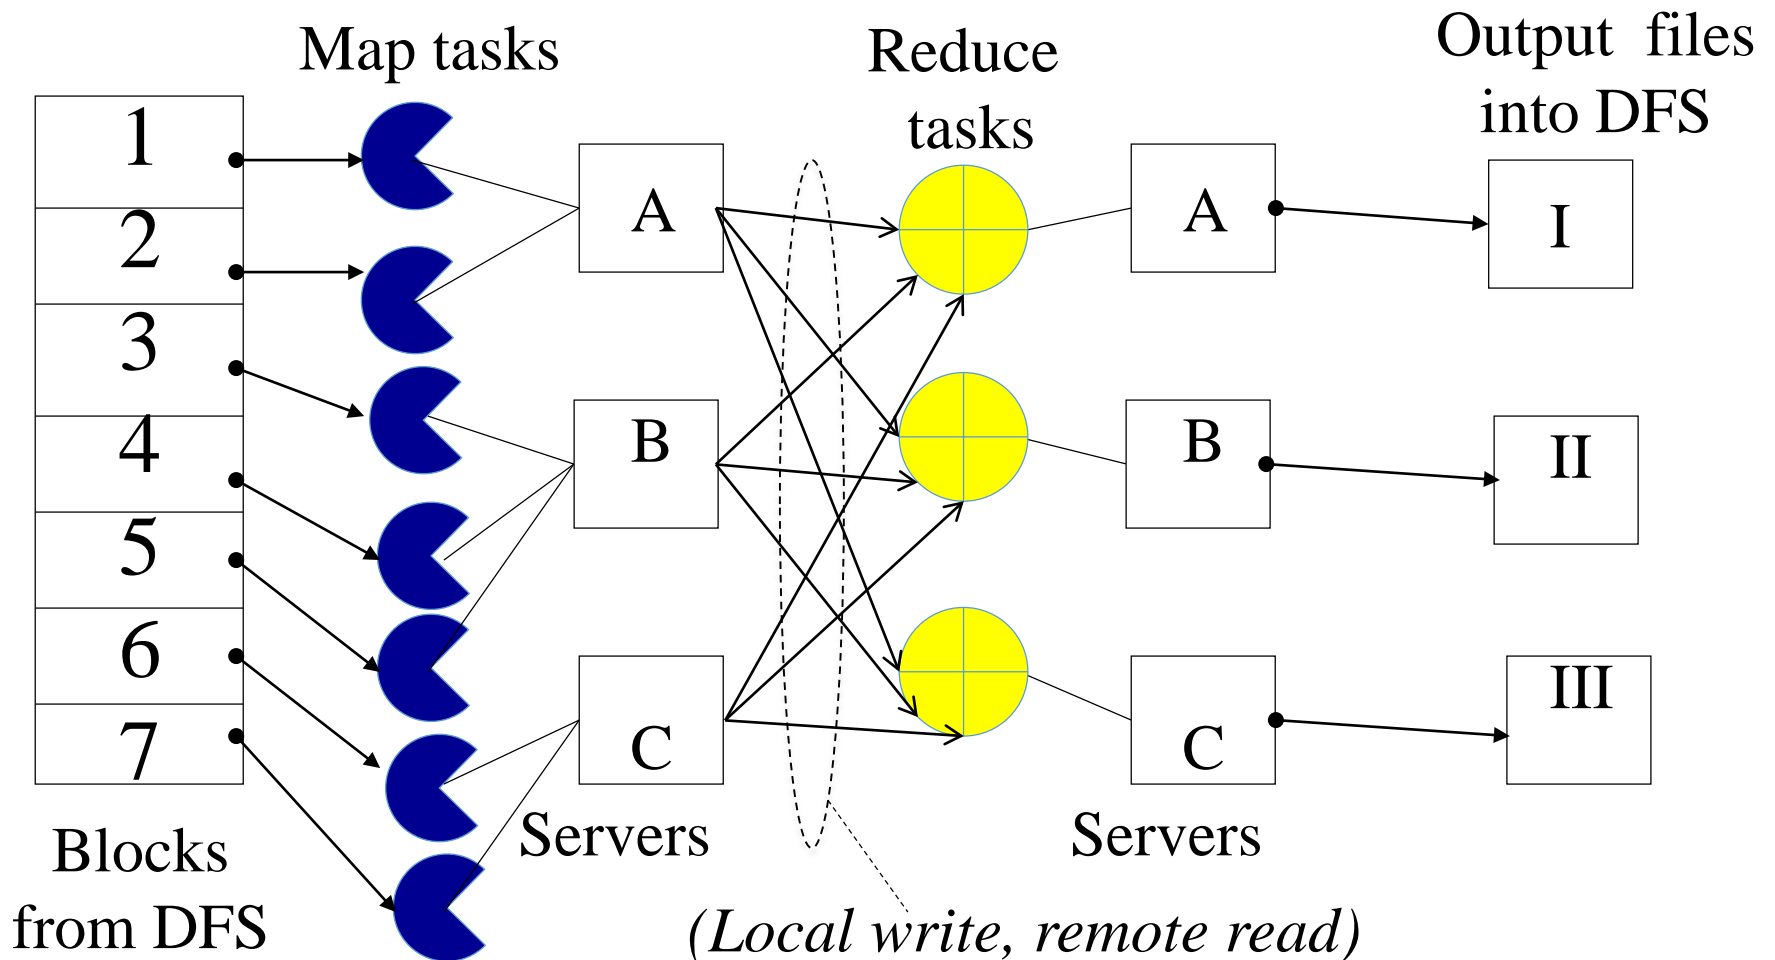 Map tasks
Reduce
tasks
Output files
into DFS
1
2
3
4
5
6
7
A
B
C
A
B
C
I
II
III
Servers
Servers
Blocks
from DFS
(Local write, remote read)